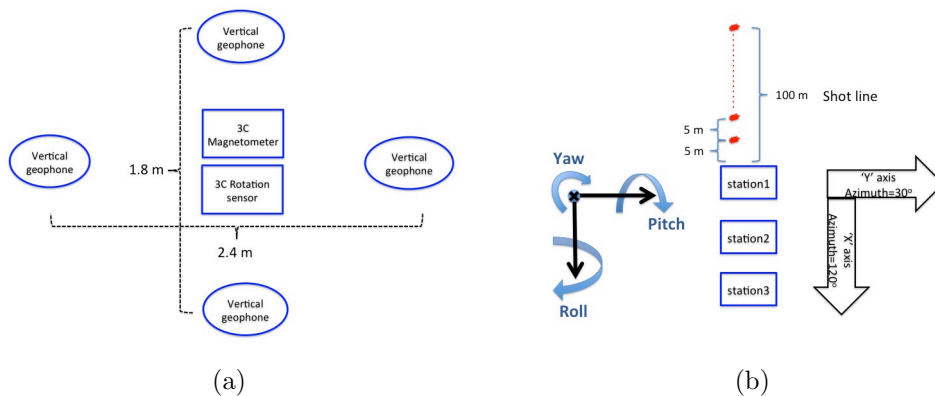 Vertical
geophone
3C
Magnetometer
Vertical
geophone
Vertical
geophone
1.8 m
3C Rotation
sensor
2.4 m
Vertical
geophone
(a)
100 m
Shot line
5 m
5 m
Yaw
Pitch
Roll
station1
station2
station3
‘Y’ axis
Azimuth=30°
‘X’ axis
Azimuth=120°
(b)